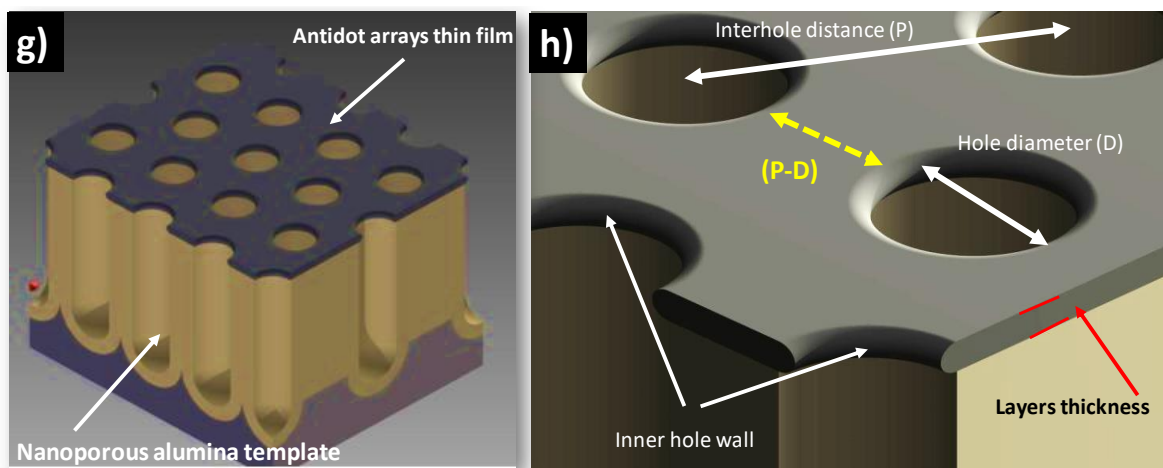 g)
Antidot arrays thin film
Nanoporous alumina template
h)
Interhole distance (P)
Hole diameter (D)
(P-D)
Layers thickness
Inner hole wall